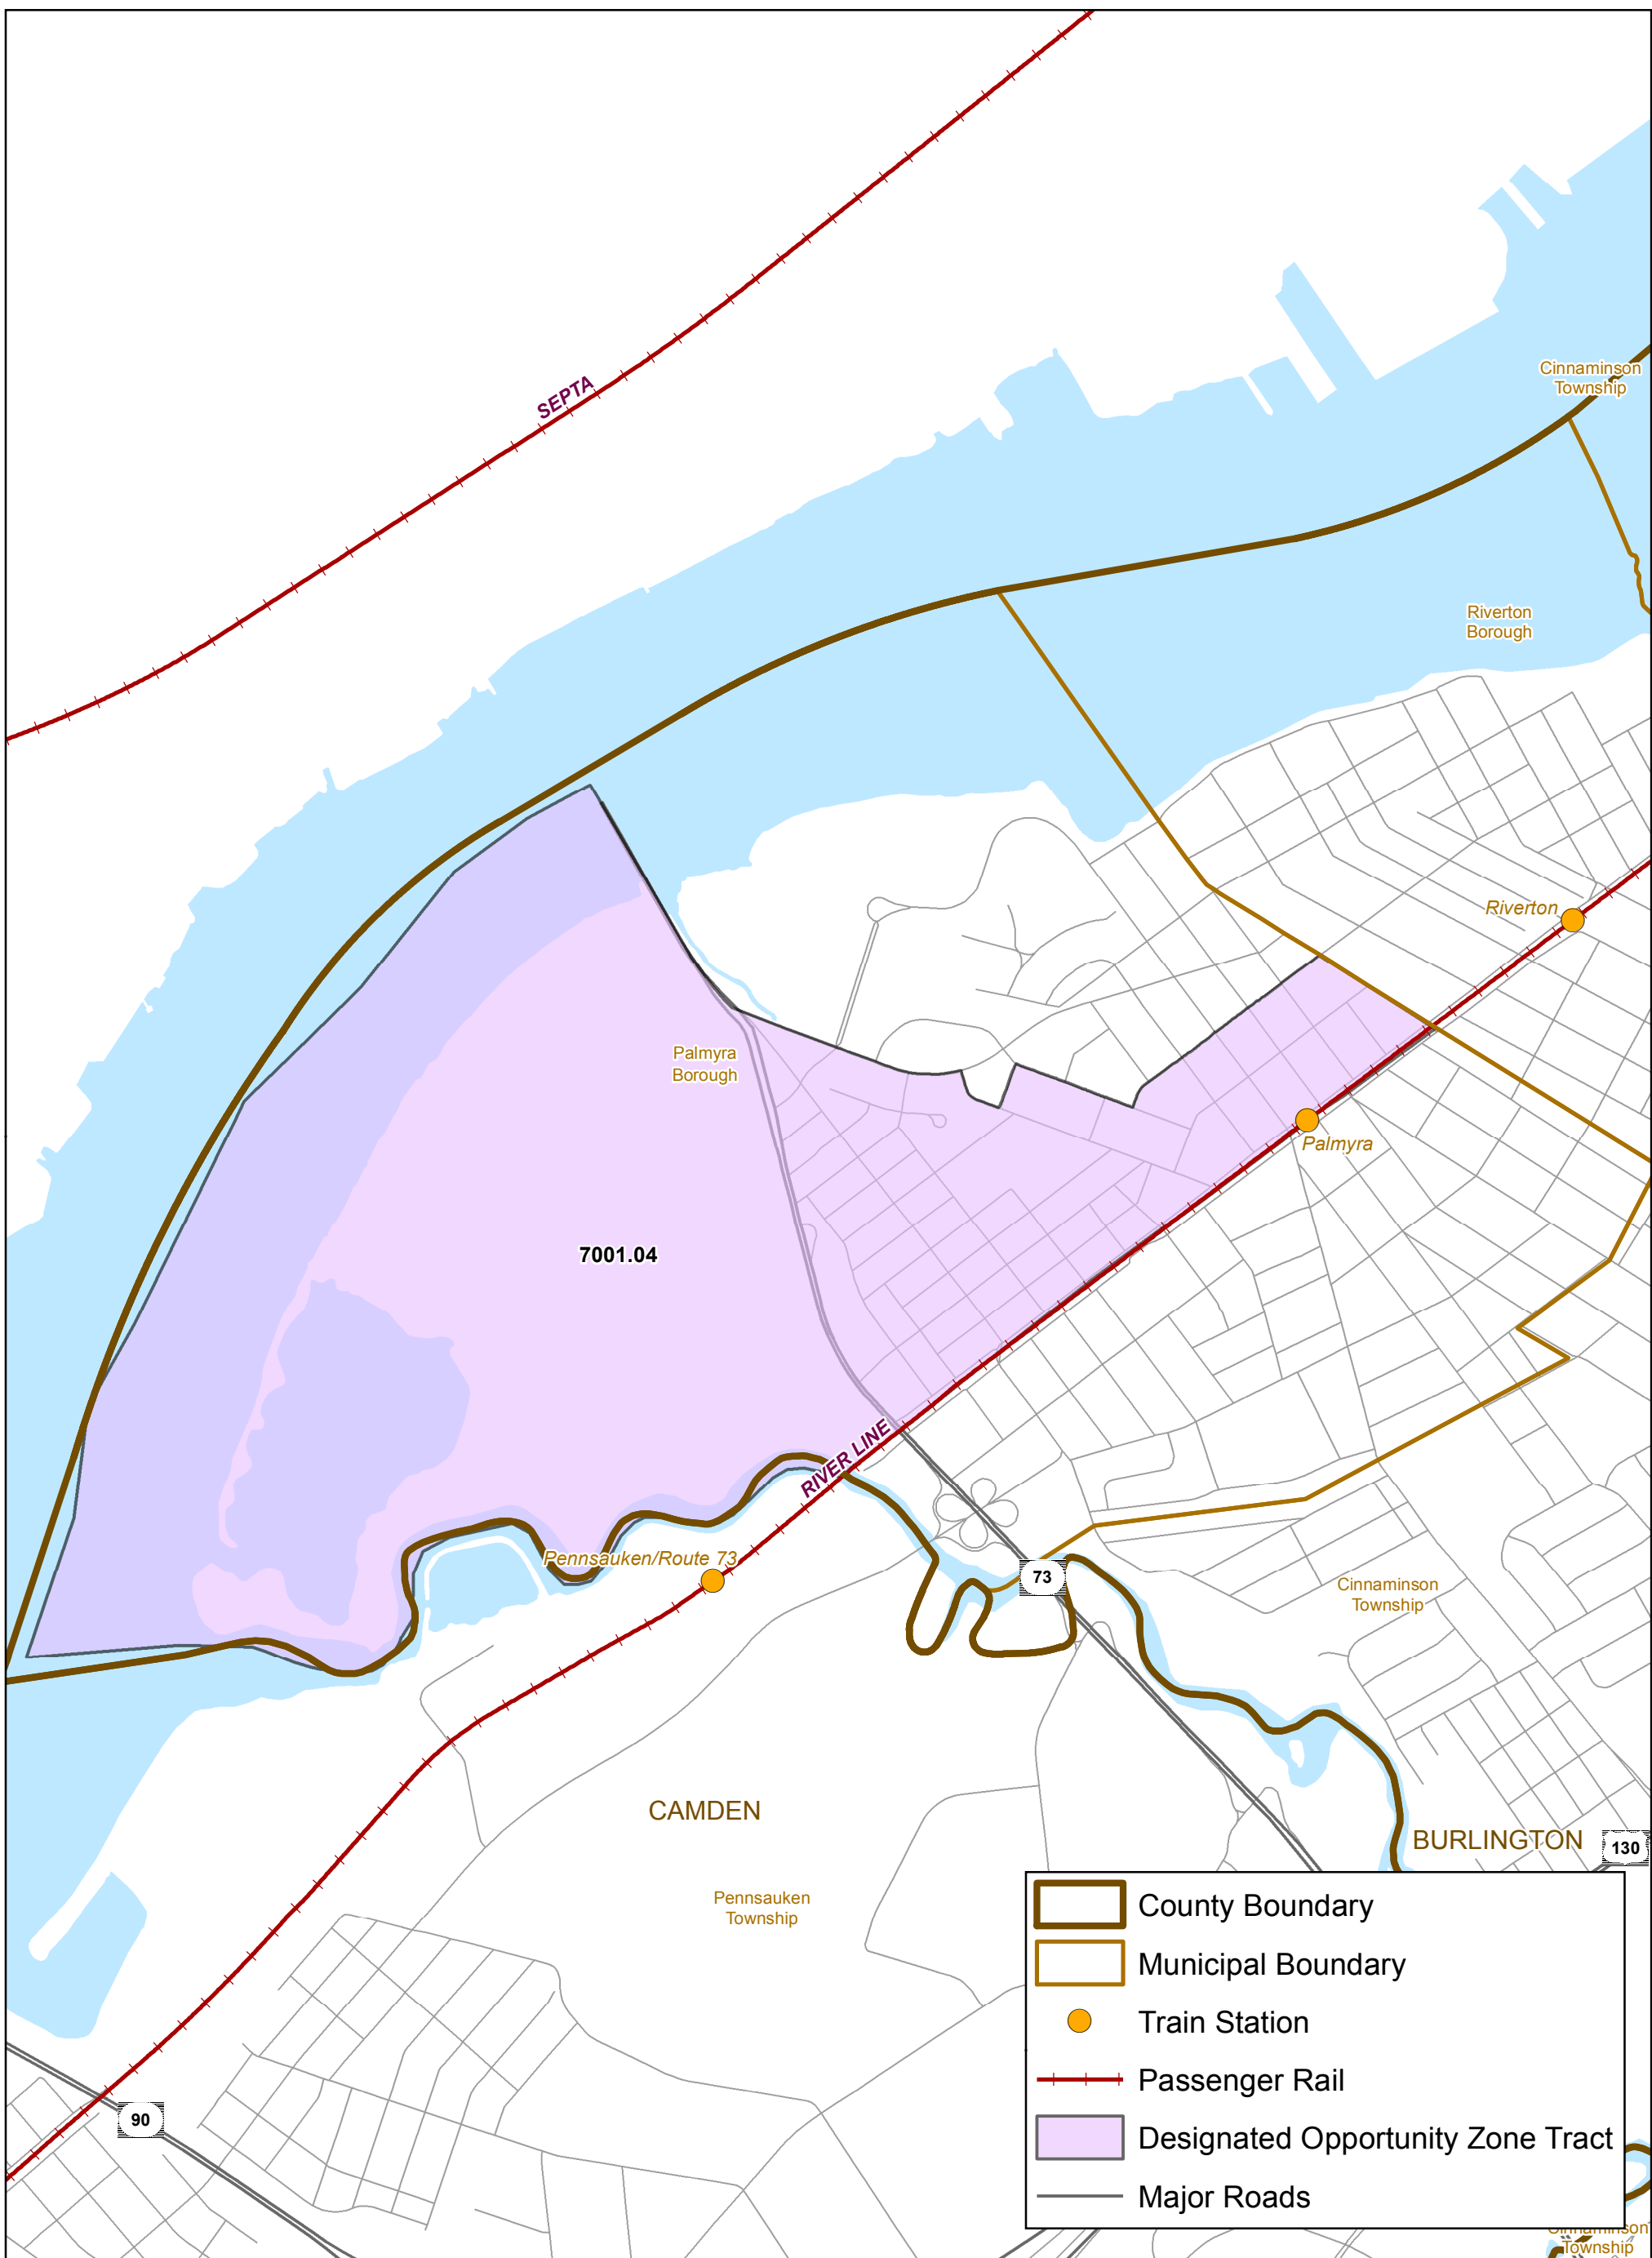 SEPTA
Cinnaminson
Township
Riverton
Borough
Riverton
Palmyra
Borough
Palmyra
7001.04
RIVER LINE
Pennsauken/Route 73
73
Cinnaminson
Township
CAMDEN
BURLINGTON
130
Pennsauken
Township
90
County Boundary
Municipal Boundary
Train Station
Passenger Rail
Designated Opportunity Zone Tract
Major Roads
Cinnaminson
Township